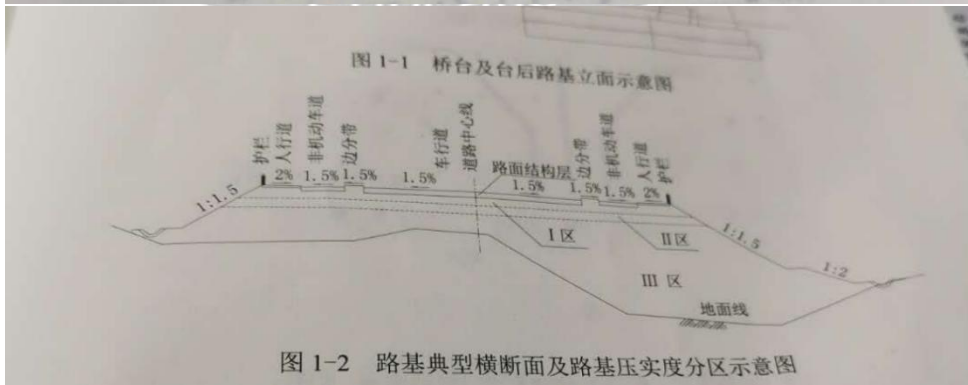 图 1-1 桥台及台后路基立面示意图
护栏
人行道
非机动车道
边分带
车行道
道路中心线
边分带
非机动车道
人行道
护栏
路面结构层
2% 1.5% 1.5% 1.5% 1.5% 1.5% 1.5% 2%
1:1.5
1:1.5
I 区
II区
1:2
III 区
地面线
图 1-2 路基典型横断面及路基压实度分区示意图